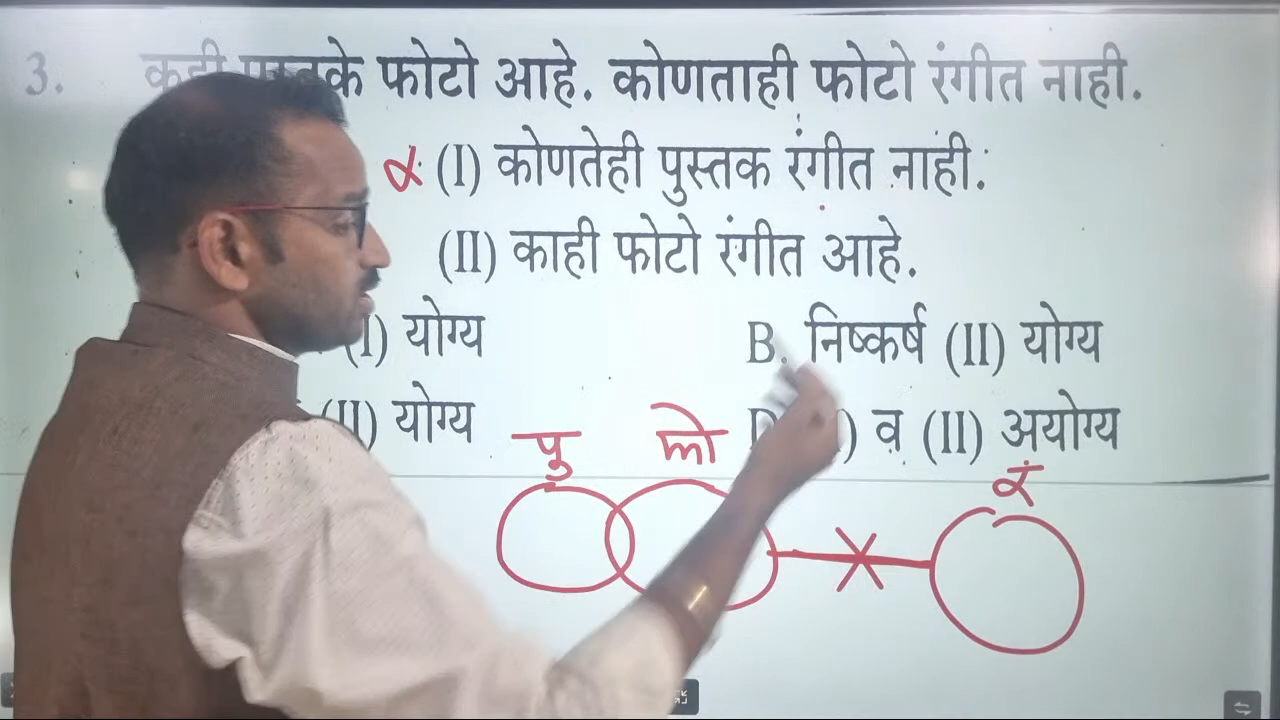 3. फोटो आहे. कोणताही फोटो रंगीत नाही.
(I) कोणतेही पुस्तक रंगीत नाही.
(II) काही फोटो रंगीत आहे.
(I) योग्य B. निष्कर्ष (II) योग्य
(II) योग्य व (II) अयोग्य
पु फो रं